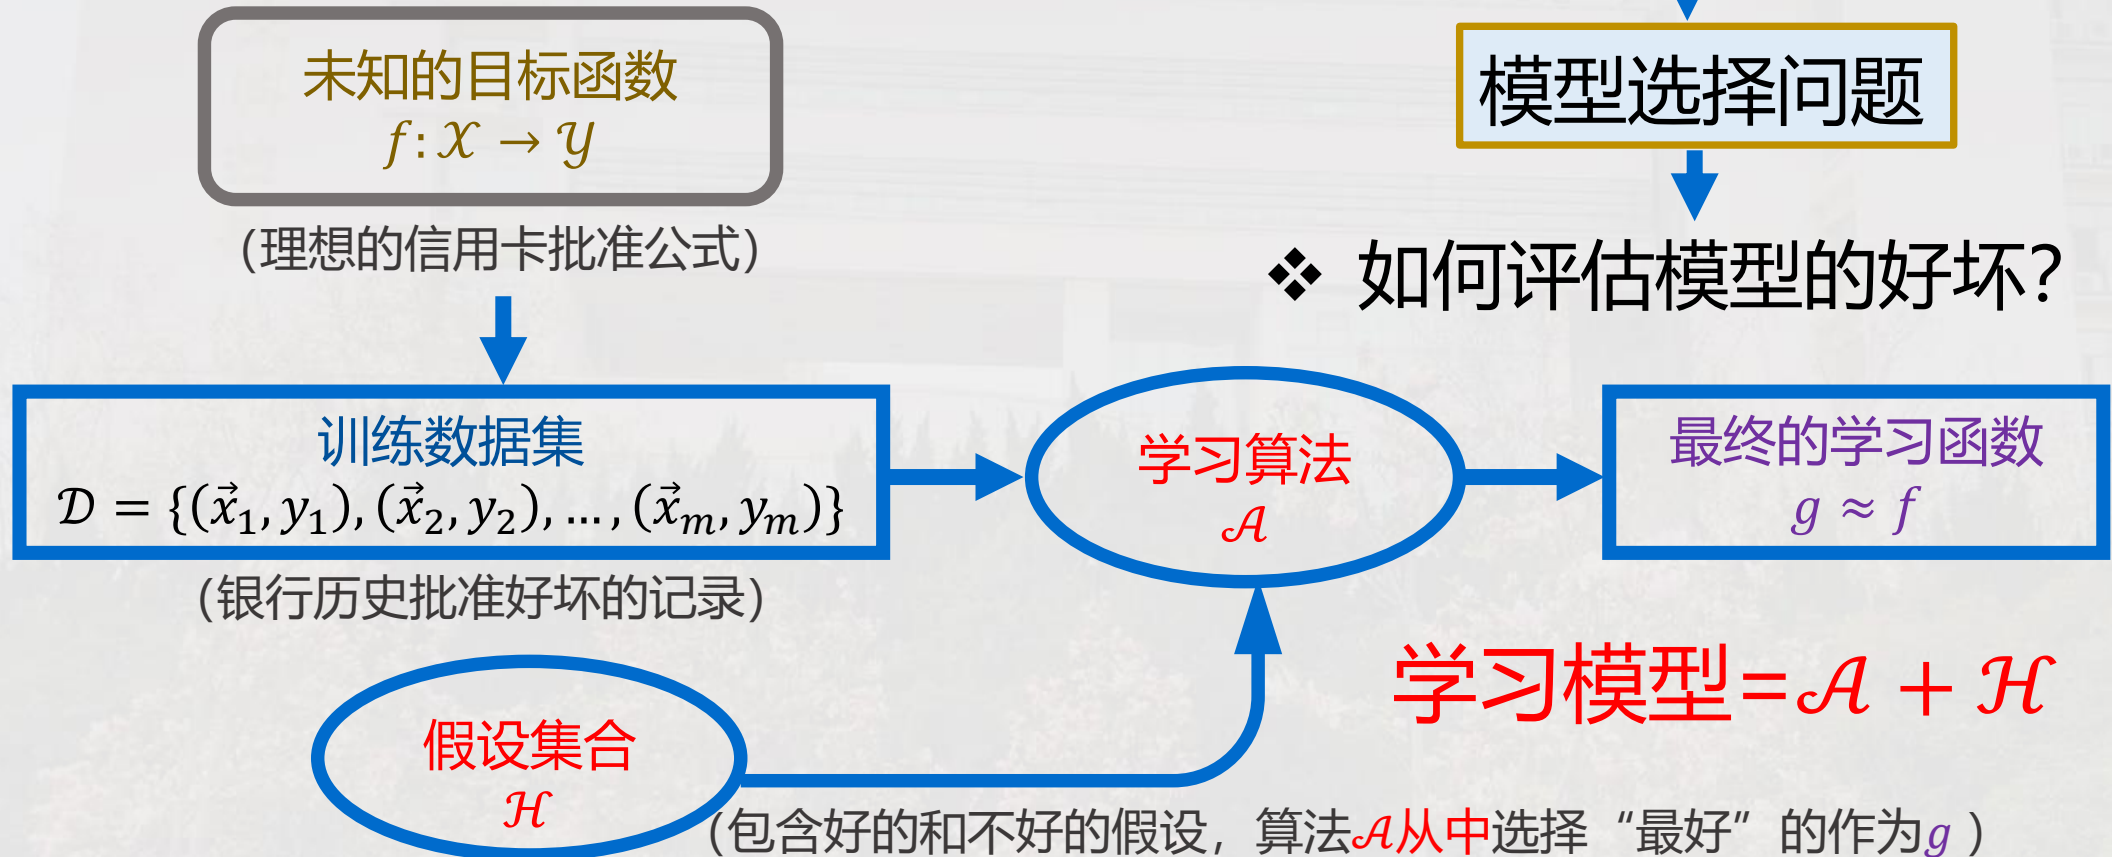 未知的目标函数
f: 𝒳 → 𝒴
(理想的信用卡批准公式)
模型选择问题
❖ 如何评估模型的好坏?
训练数据集
𝒟 = {(x⃗₁, y₁), (x⃗₂, y₂), … , (x⃗ₘ, yₘ)}
(银行历史批准好坏的记录)
学习算法
𝒜
最终的学习函数
g ≈ f
学习模型=𝒜 + ℋ
假设集合
ℋ
(包含好的和不好的假设，算法𝒜从中选择“最好”的作为g )